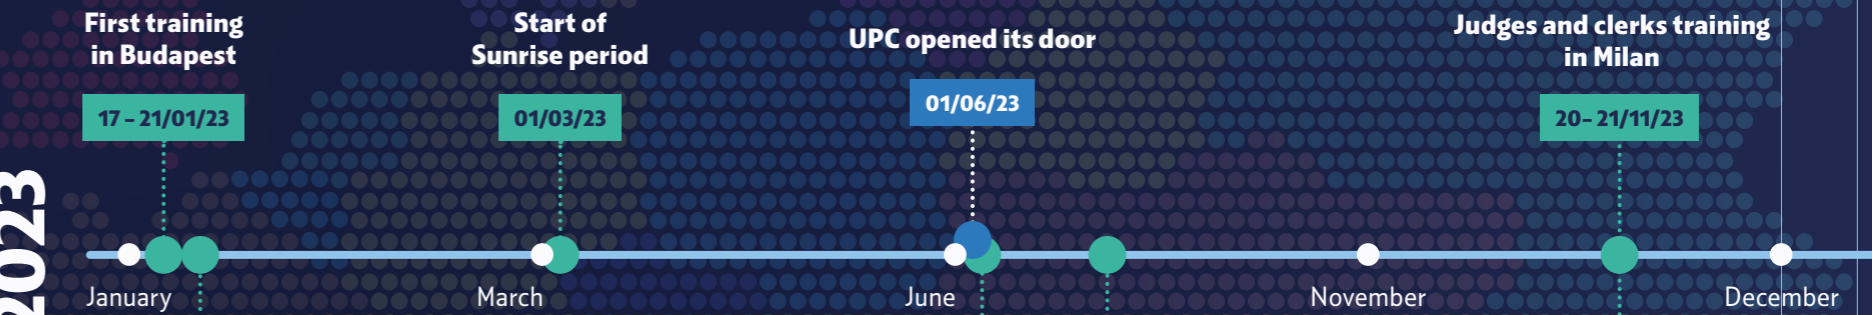 First training
in Budapest
17 – 21/01/23
Start of
Sunrise period
01/03/23
UPC opened its door
01/06/23
Judges and clerks training
in Milan
20– 21/11/23
2023
January
March
June
November
December